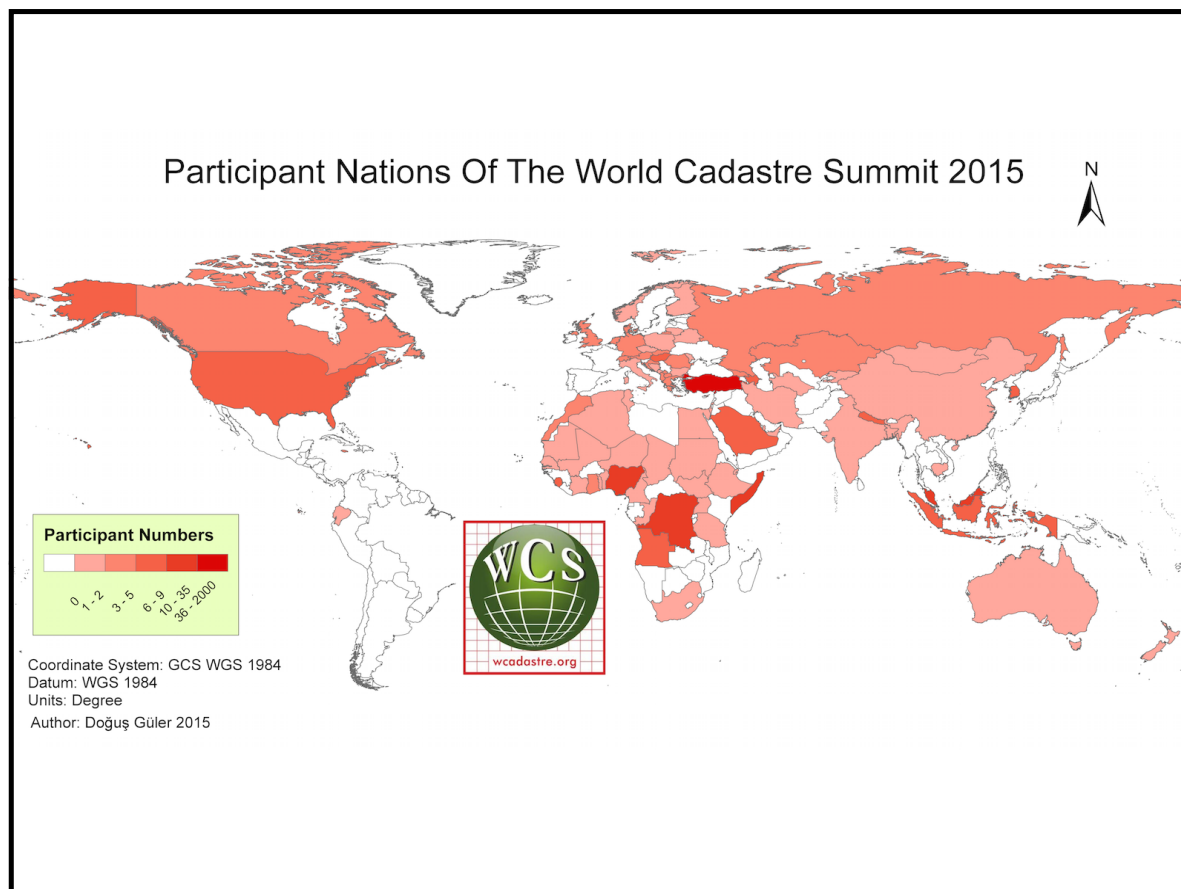 Participant Nations Of The World Cadastre Summit 2015
N
Participant Numbers
0
1 - 2
3 - 5
6 - 9
10 - 35
36 - 2000
WCS
wcadastre.org
Coordinate System: GCS WGS 1984
Datum: WGS 1984
Units: Degree
Author: Doğuş Güler 2015